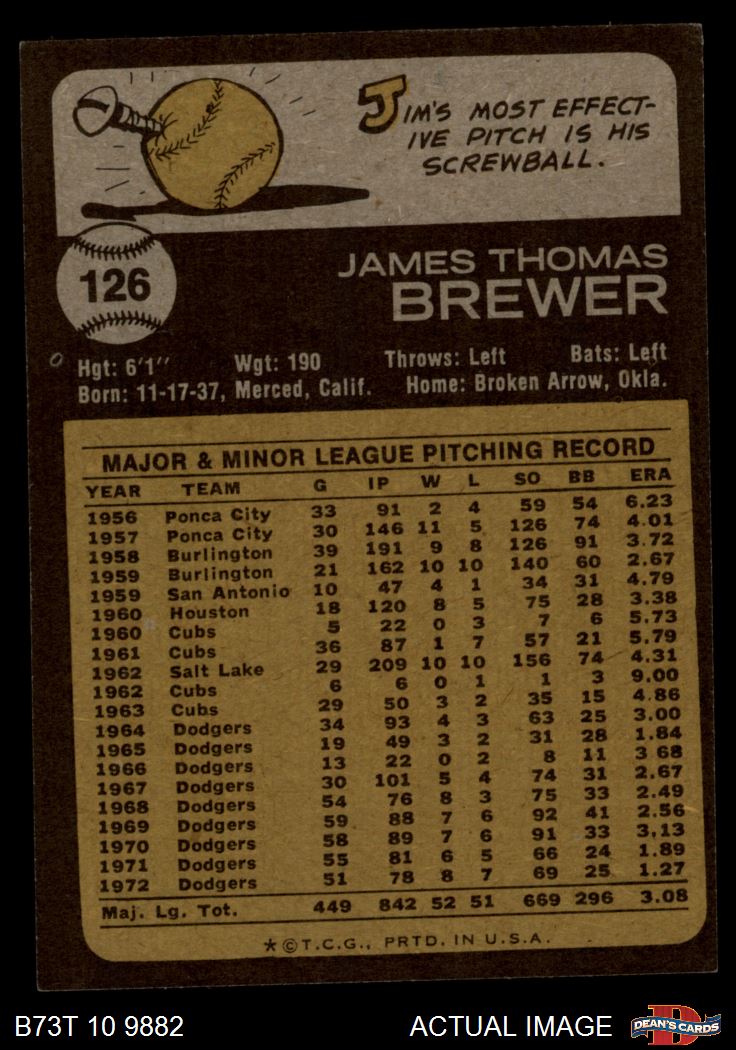 JIM'S MOST EFFECT-
IVE PITCH IS HIS
SCREWBALL.
126
JAMES THOMAS
BREWER
Hgt: 6'1'' Wgt: 190 Throws: Left Bats: Left
Born: 11-17-37, Merced, Calif. Home: Broken Arrow, Okla.
MAJOR & MINOR LEAGUE PITCHING RECORD
YEAR TEAM G IP W L SO BB ERA
1956 Ponca City 33 91 2 4 59 54 6.23
1957 Ponca City 30 146 11 5 126 74 4.01
1958 Burlington 39 191 9 8 126 91 3.72
1959 Burlington 21 162 10 10 140 60 2.67
1959 San Antonio 10 47 4 1 34 31 4.79
1960 Houston 18 120 8 5 75 28 3.38
1960 Cubs 5 22 0 3 7 6 5.73
1961 Cubs 36 87 1 7 57 21 5.79
1962 Salt Lake 29 209 10 10 156 74 4.31
1962 Cubs 6 6 0 1 1 3 9.00
1963 Cubs 29 50 3 2 35 15 4.86
1964 Dodgers 34 93 4 3 63 25 3.00
1965 Dodgers 19 49 3 2 31 28 1.84
1966 Dodgers 13 22 0 2 8 11 3 68
1967 Dodgers 30 101 5 4 74 31 2.67
1968 Dodgers 54 76 8 3 75 33 2.49
1969 Dodgers 59 88 7 6 92 41 2.56
1970 Dodgers 58 89 7 6 91 33 3,13
1971 Dodgers 55 81 6 5 66 24 1.89
1972 Dodgers 51 78 8 7 69 25 1.27
Maj. Lg. Tot. 449 842 52 51 669 296 3.08
★©T.C.G., PRTD. IN U.S.A.
B73T 10 9882 ACTUAL IMAGE D DEAN'S CARDS